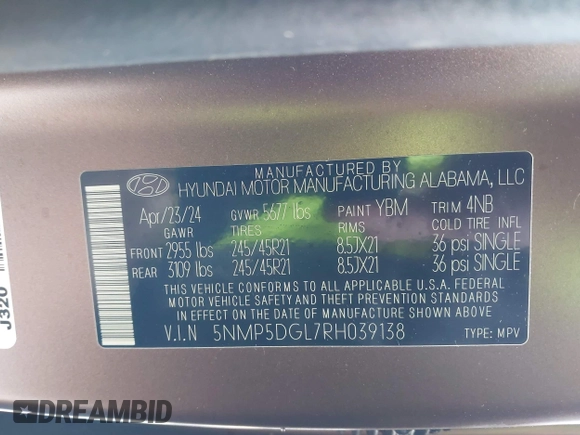 MANUFACTURED BY
HYUNDAI MOTOR MANUFACTURING ALABAMA, LLC
Apr/23/24 GVWR 5677 lbs PAINT YBM TRIM 4NB
GAWR TIRES RIMS COLD TIRE INFL
FRONT 2955 lbs 245/45R21 8.5JX21 36 psi SINGLE
REAR 3109 lbs 245/45R21 8.5JX21 36 psi SINGLE
THIS VEHICLE CONFORMS TO ALL APPLICABLE U.S.A. FEDERAL
MOTOR VEHICLE SAFETY AND THEFT PREVENTION STANDARDS
IN EFFECT ON THE DATE OF MANUFACTURE SHOWN ABOVE
V.I.N 5NMP5DGL7RH039138 TYPE: MPV
J320
DREAMBID